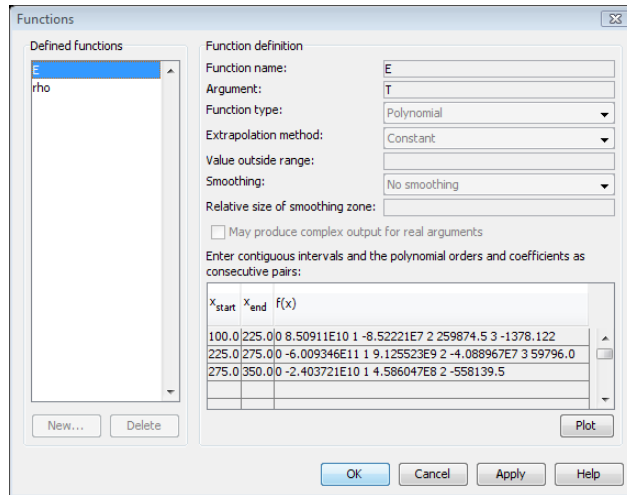 Functions
Defined functions
E
rho
New...
Delete
Function definition
Function name:
E
Argument:
T
Function type:
Polynomial
Extrapolation method:
Constant
Value outside range:
Smoothing:
No smoothing
Relative size of smoothing zone:
May produce complex output for real arguments
Enter contiguous intervals and the polynomial orders and coefficients as
consecutive pairs:
xstart xend f(x)
100.0 225.0 0 8.50911E10 1 -8.52221E7 2 259874.5 3 -1378.122
225.0 275.0 0 -6.009346E11 1 9.125523E9 2 -4.088967E7 3 59796.0
275.0 350.0 0 -2.403721E10 1 4.586047E8 2 -558139.5
Plot
OK
Cancel
Apply
Help